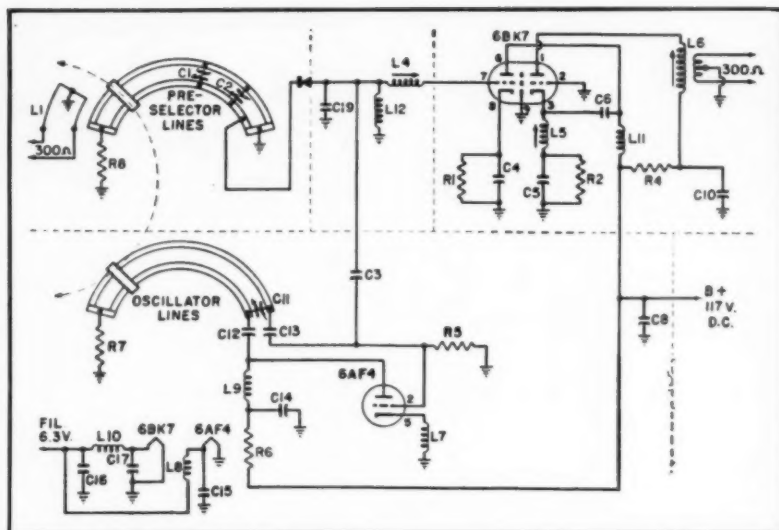 6BK7
L6
L4
6
1
C1
C2
7
2
300Ω
PRE-
SELECTOR
LINES
8
3
C6
L1
C19
L12
L5
L11
300Ω
R8
R1
C4
C5
R2
R4
C10
C3
OSCILLATOR
LINES
C11
B+
117 V.
D.C.
C12
C13
R5
C8
R7
6AF4
L9
2
C14
5
FIL
6.3V.
6BK7
6AF4
L10
R6
L7
C17
L8
C16
C15